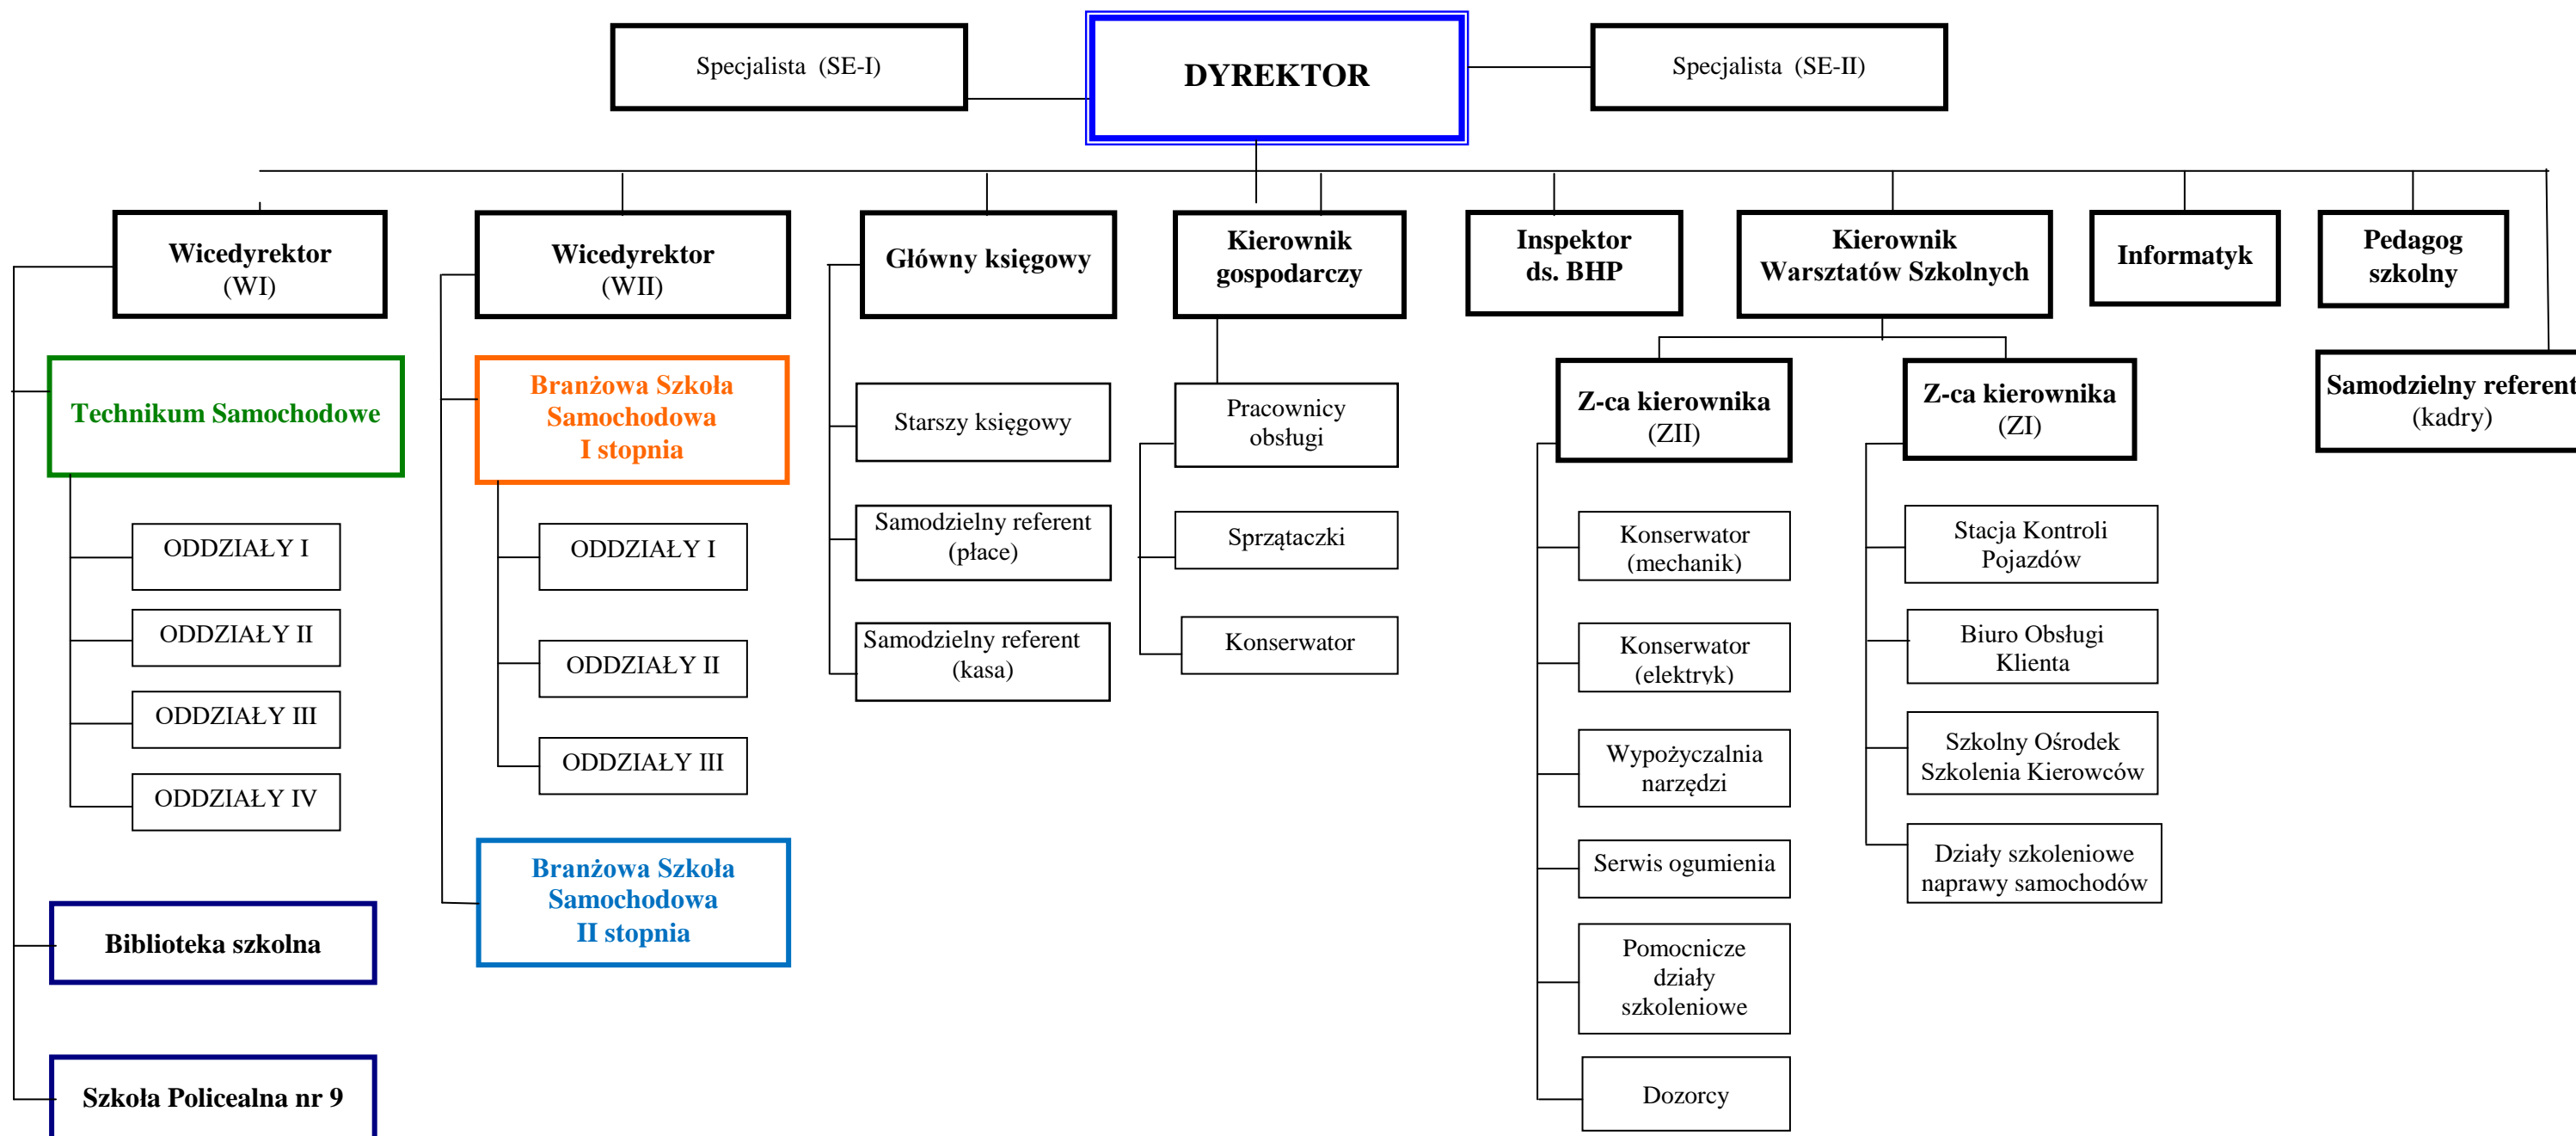 Specjalista (SE-I)
DYREKTOR
Specjalista (SE-II)
Wicedyrektor
(WI)
Wicedyrektor
(WII)
Główny księgowy
Kierownik
gospodarczy
Inspektor
ds. BHP
Kierownik
Warsztatów Szkolnych
Informatyk
Pedagog
szkolny
Technikum Samochodowe
ODDZIAŁY I
ODDZIAŁY II
ODDZIAŁY III
ODDZIAŁY IV
Biblioteka szkolna
Szkoła Policealna nr 9
Branżowa Szkoła
Samochodowa
I stopnia
ODDZIAŁY I
ODDZIAŁY II
ODDZIAŁY III
Branżowa Szkoła
Samochodowa
II stopnia
Starszy księgowy
Samodzielny referent
(płace)
Samodzielny referent
(kasa)
Pracownicy
obsługi
Sprzątaczki
Konserwator
Z-ca kierownika
(ZII)
Konserwator
(mechanik)
Konserwator
(elektryk)
Wypożyczalnia
narzędzi
Serwis ogumienia
Pomocnicze
działy
szkoleniowe
Dozorcy
Z-ca kierownika
(ZI)
Stacja Kontroli
Pojazdów
Biuro Obsługi
Klienta
Szkolny Ośrodek
Szkolenia Kierowców
Działy szkoleniowe
naprawy samochodów
Samodzielny referent
(kadry)